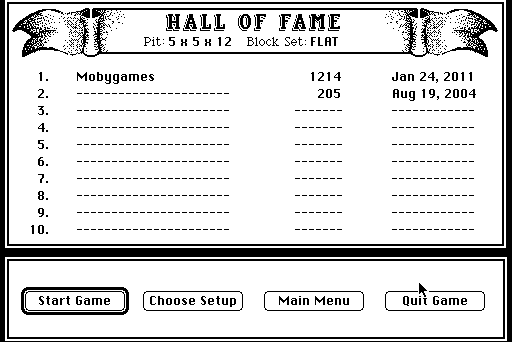 HALL OF FAME
Pit: 5 x 5 x 12 Block Set: FLAT
1. Mobygames 1214 Jan 24, 2011
2. ------------------- 205 Aug 19, 2004
3. ------------------- ------ -----------
4. ------------------- ------ -----------
5. ------------------- ------ -----------
6. ------------------- ------ -----------
7. ------------------- ------ -----------
8. ------------------- ------ -----------
9. ------------------- ------ -----------
10. ------------------- ------ -----------
Start Game Choose Setup Main Menu Quit Game